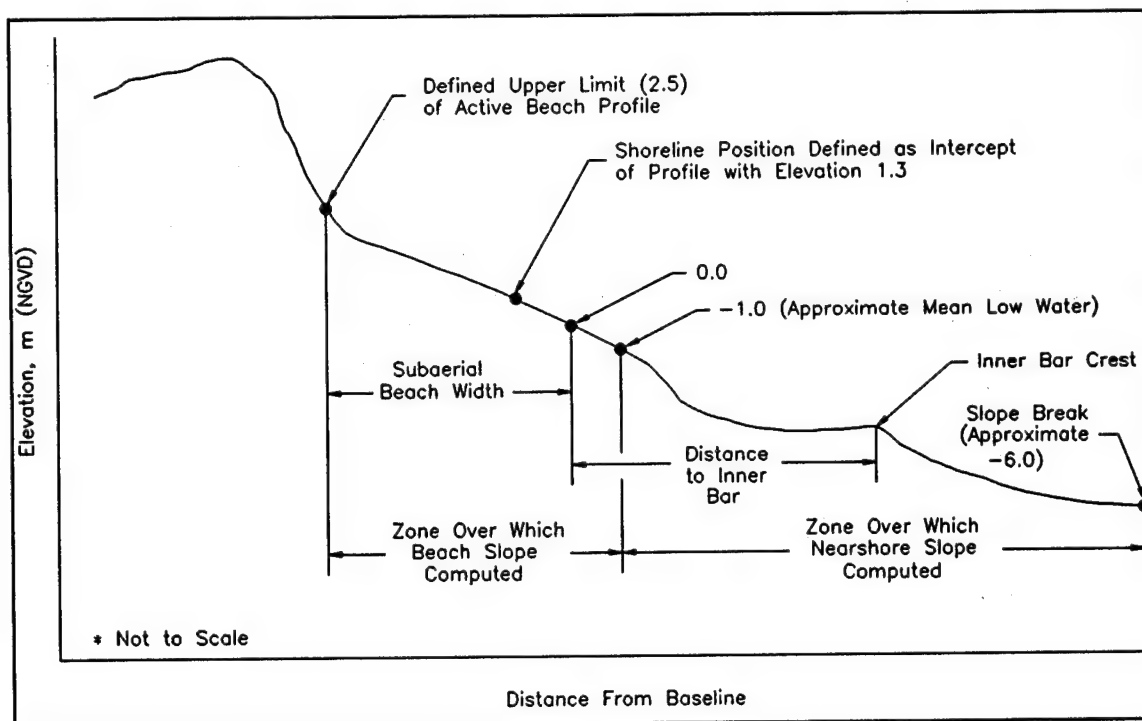 Defined Upper Limit (2.5)
of Active Beach Profile
Shoreline Position Defined as Intercept
of Profile with Elevation 1.3
0.0
-1.0 (Approximate Mean Low Water)
Inner Bar Crest
Subaerial
Beach Width
Slope Break
(Approximate
-6.0)
Distance
to Inner
Bar
Zone Over Which
Beach Slope
Computed
Zone Over Which
Nearshore Slope
Computed
* Not to Scale
Elevation, m (NGVD)
Distance From Baseline